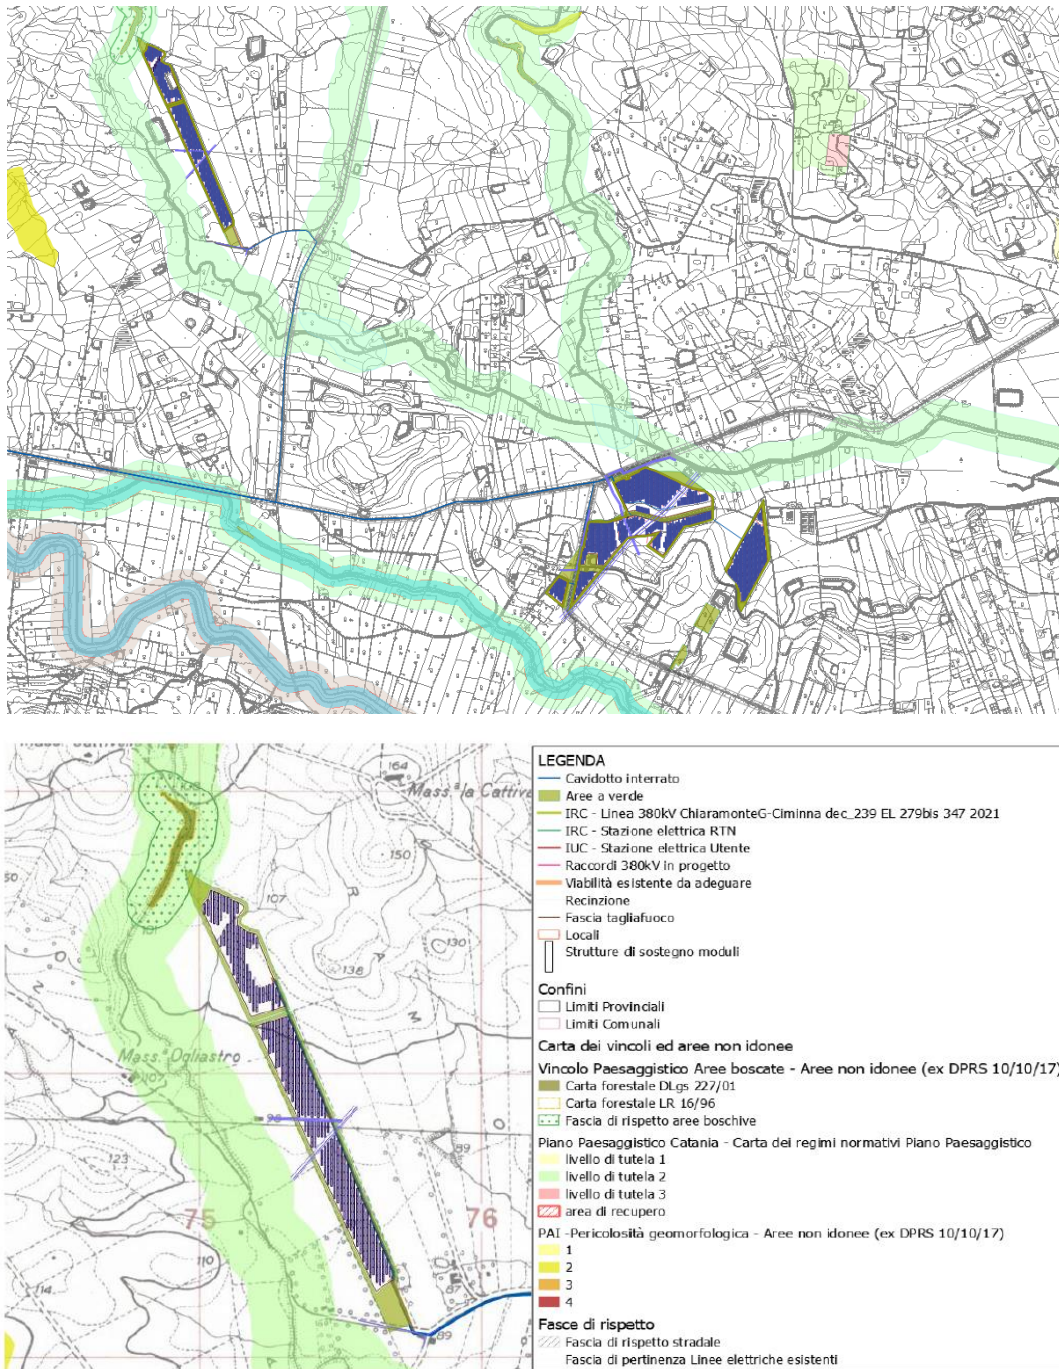 164
Mass.ª la Cattiva
150
107
130
138
101
Mass.ª Ogliastro
107
98
89
123
75
76
110
114
87
89
LEGENDA
Cavidotto interrato
Aree a verde
IRC - Linea 380kV ChiaramonteG-Ciminna dec_239 EL 279bis 347 2021
IRC - Stazione elettrica RTN
IUC - Stazione elettrica Utente
Raccordi 380kV in progetto
Viabilità esistente da adeguare
Recinzione
Fascia tagliafuoco
Locali
Strutture di sostegno moduli
Confini
Limiti Provinciali
Limiti Comunali
Carta dei vincoli ed aree non idonee
Vincolo Paesaggistico Aree boscate - Aree non idonee (ex DPRS 10/10/17)
Carta forestale DLgs 227/01
Carta forestale LR 16/96
Fascia di rispetto aree boschive
Piano Paesaggistico Catania - Carta dei regimi normativi Piano Paesaggistico
livello di tutela 1
livello di tutela 2
livello di tutela 3
area di recupero
PAI -Pericolosità geomorfologica - Aree non idonee (ex DPRS 10/10/17)
1
2
3
4
Fasce di rispetto
Fascia di rispetto stradale
Fascia di pertinenza Linee elettriche esistenti